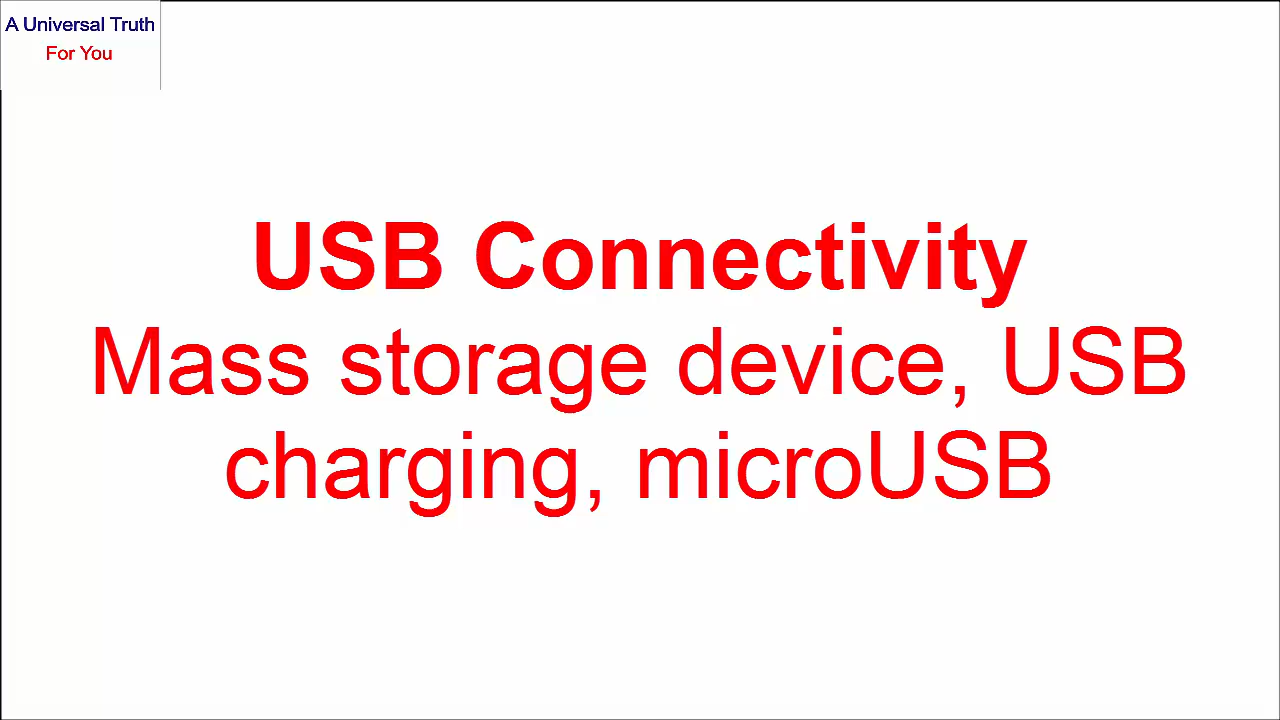 A Universal Truth
For You
USB Connectivity
Mass storage device, USB
charging, microUSB